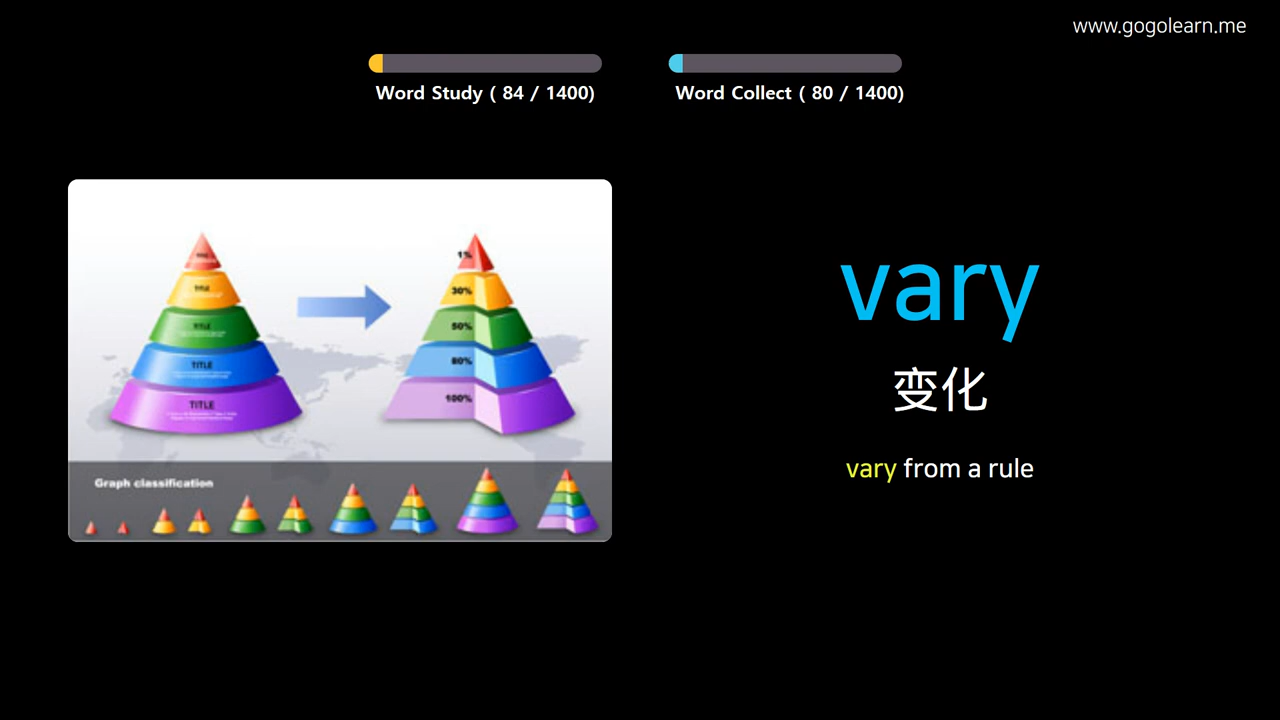 www.gogolearn.me
Word Study ( 84 / 1400)
Word Collect ( 80 / 1400)
TITLE
TITLE
TITLE
TITLE
1%
30%
50%
80%
100%
Graph classification
vary
变化
vary from a rule